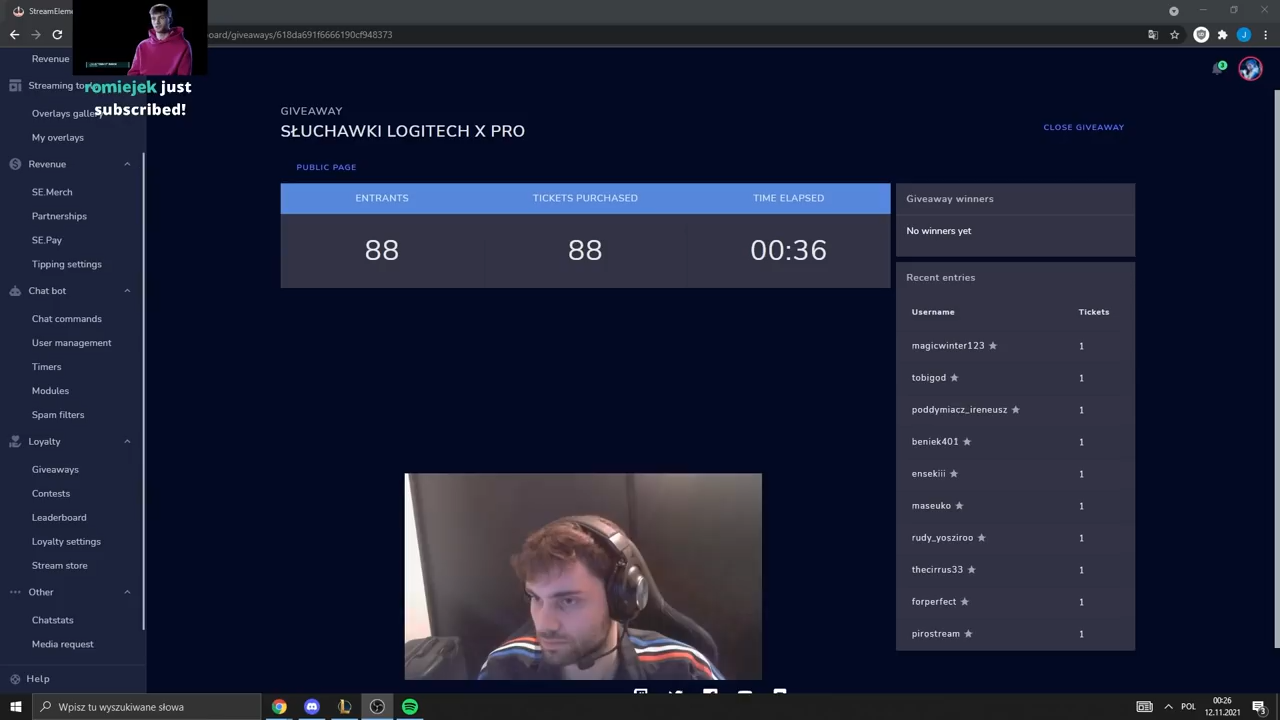 StreamEleme
board/giveaways/618da691f6666190cf948373
J
romiejek just
subscribed!
Revenue
Streaming to
Overlays gallery
My overlays
Revenue
SE.Merch
Partnerships
SE.Pay
Tipping settings
Chat bot
Chat commands
User management
Timers
Modules
Spam filters
Loyalty
Giveaways
Contests
Leaderboard
Loyalty settings
Stream store
Other
Chatstats
Media request
Help
3
GIVEAWAY
SŁUCHAWKI LOGITECH X PRO
CLOSE GIVEAWAY
PUBLIC PAGE
ENTRANTS TICKETS PURCHASED TIME ELAPSED
88 88 00:36
Giveaway winners
No winners yet
Recent entries
Username Tickets
magicwinter123 1
tobigod 1
poddymiacz_ireneusz 1
beniek401 1
ensekiii 1
maseuko 1
rudy_yosziroo 1
thecirrus33 1
forperfect 1
pirostream 1
Wpisz tu wyszukiwane słowa
POL
00:26
12.11.2021
3